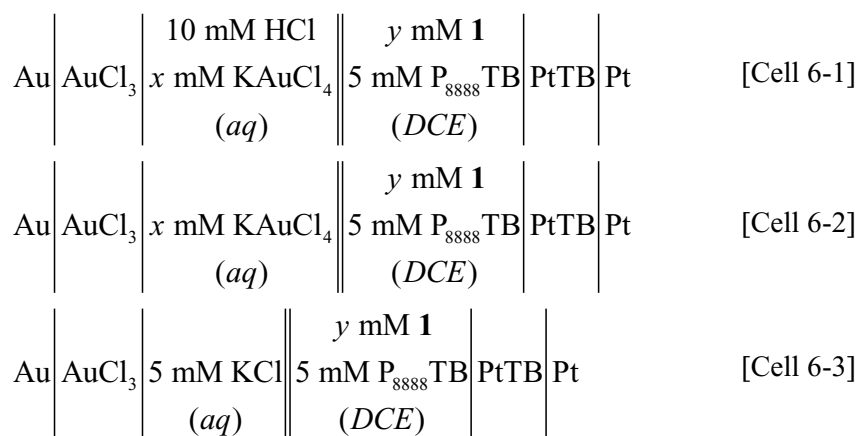 10 mM HCl y mM 1
Au AuCl₃ x mM KAuCl₄ 5 mM P₈₈₈₈TB PtTB Pt [Cell 6-1]
(aq) (DCE)
y mM 1
Au AuCl₃ x mM KAuCl₄ 5 mM P₈₈₈₈TB PtTB Pt [Cell 6-2]
(aq) (DCE)
y mM 1
Au AuCl₃ 5 mM KCl 5 mM P₈₈₈₈TB PtTB Pt [Cell 6-3]
(aq) (DCE)